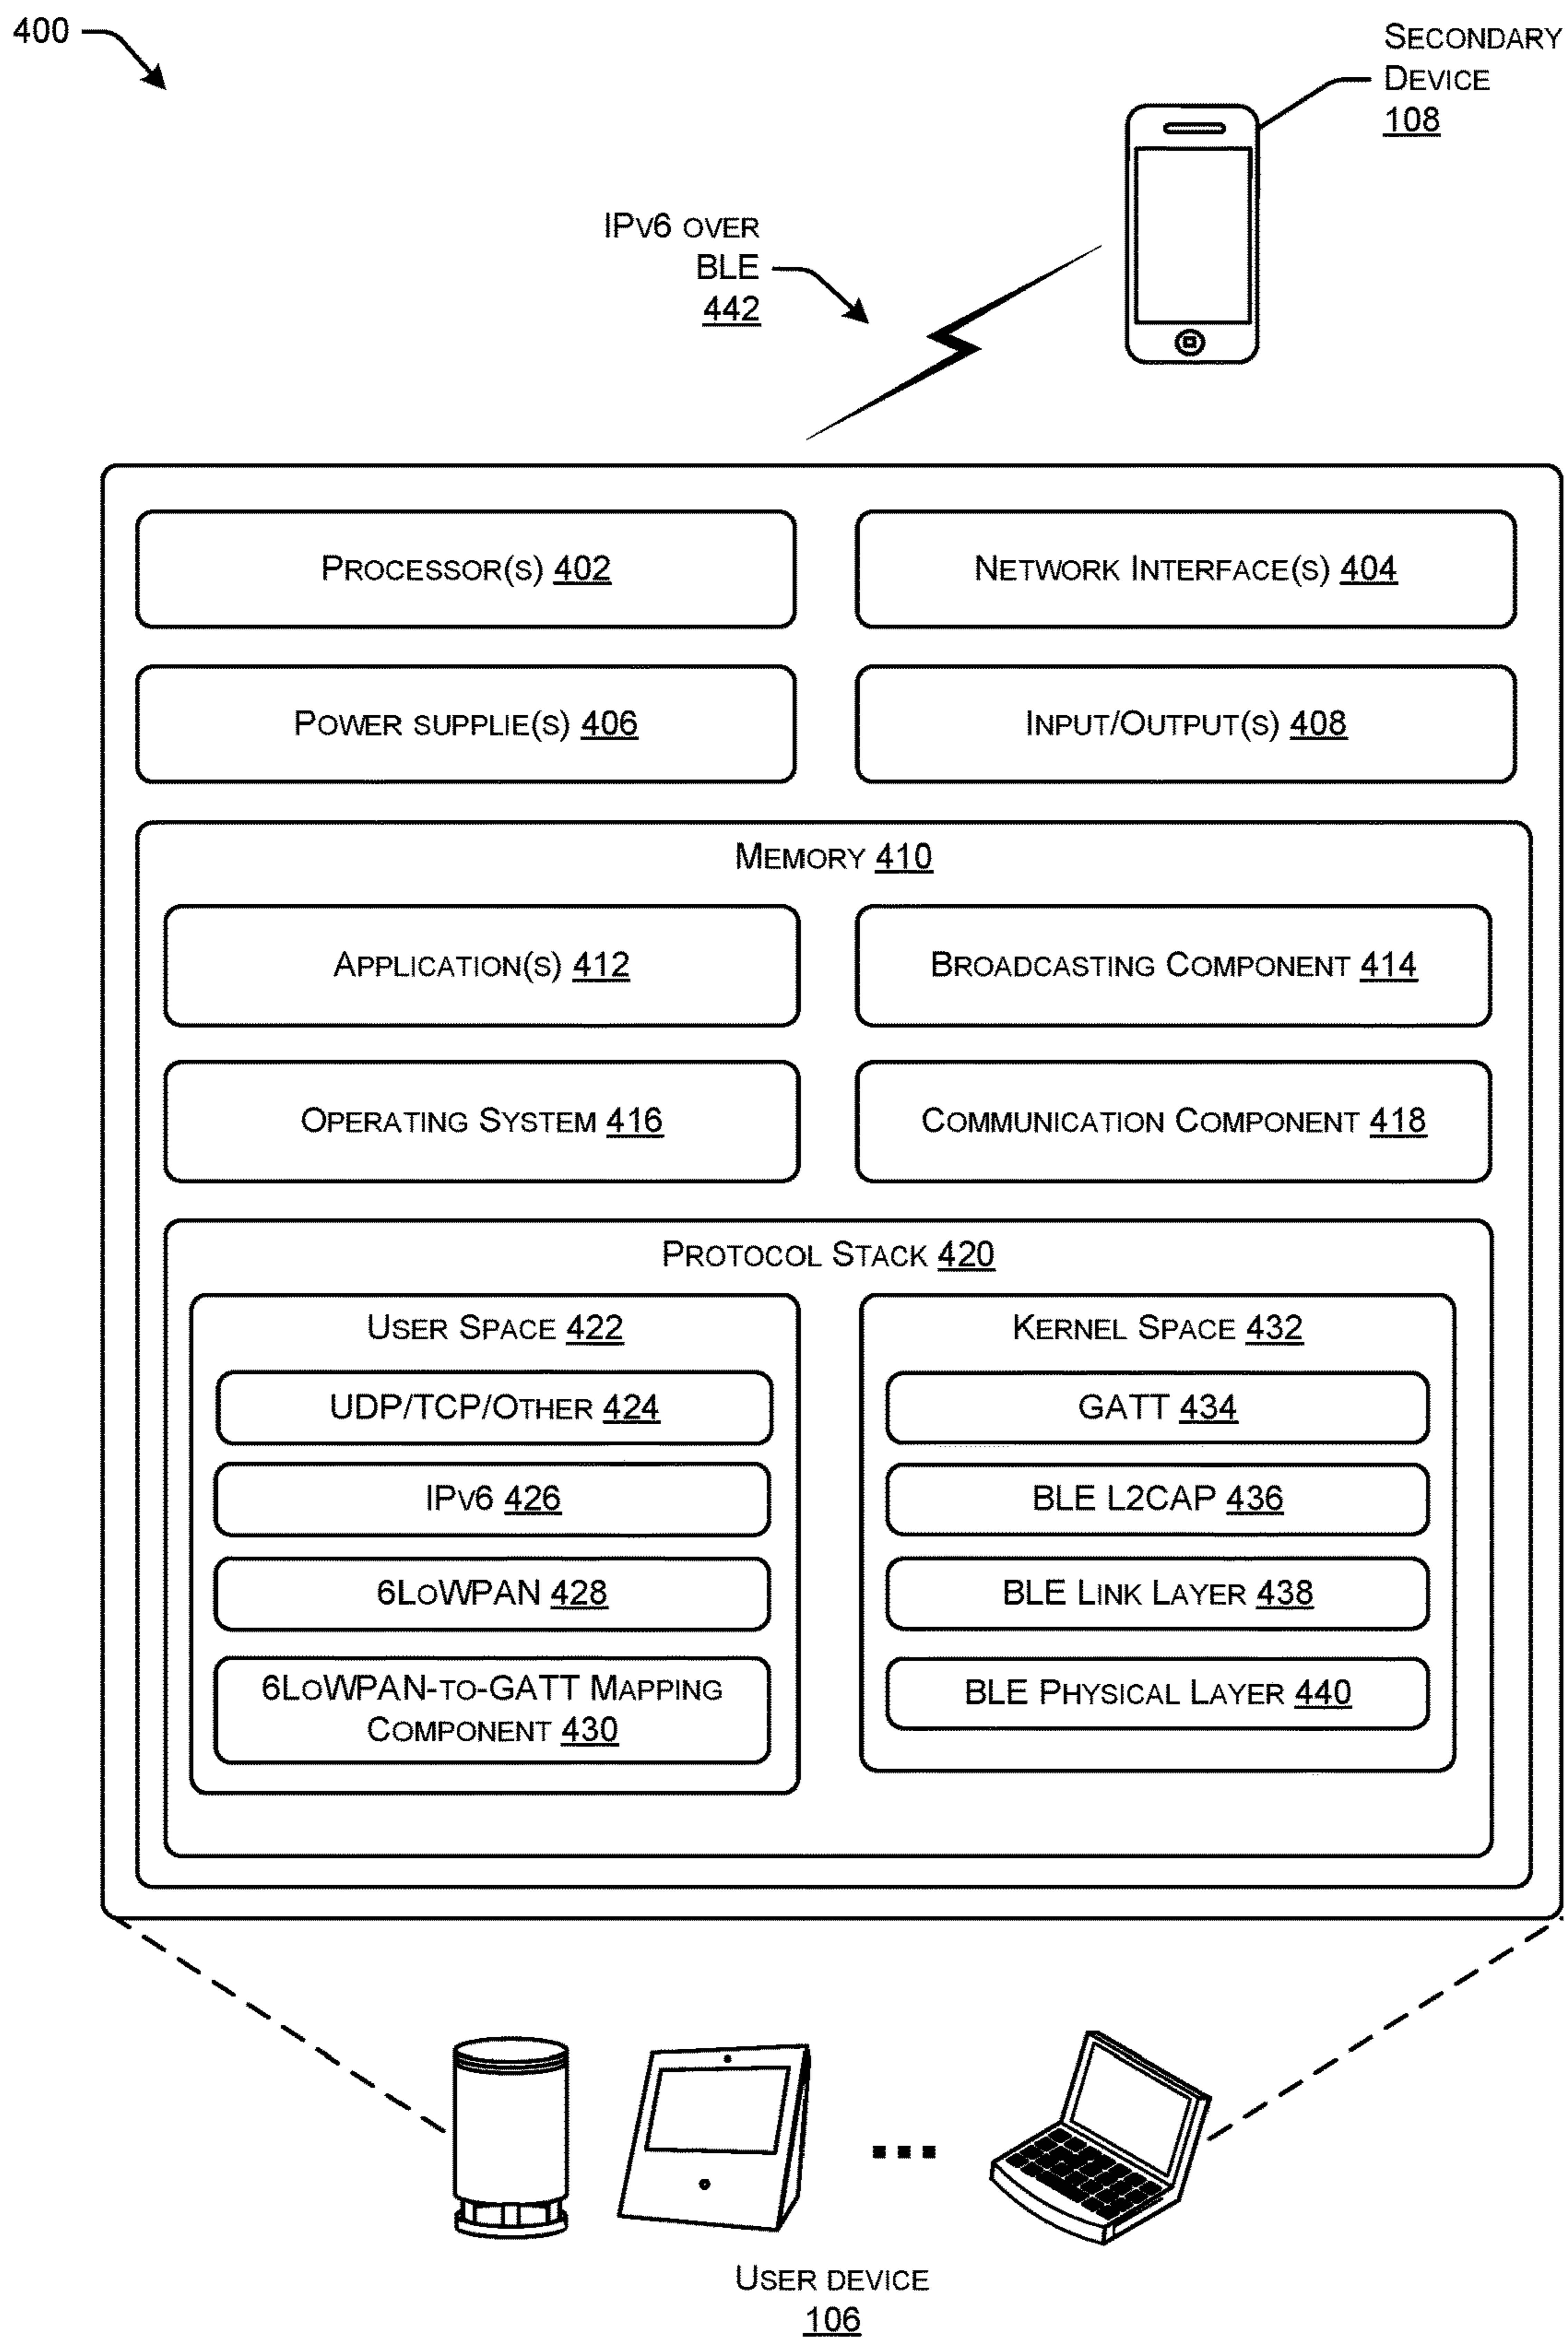 400
SECONDARY
DEVICE
108
IPV6 OVER
BLE
442
PROCESSOR(S) 402
NETWORK INTERFACE(S) 404
POWER SUPPLIE(S) 406
INPUT/OUTPUT(S) 408
MEMORY 410
APPLICATION(S) 412
BROADCASTING COMPONENT 414
OPERATING SYSTEM 416
COMMUNICATION COMPONENT 418
PROTOCOL STACK 420
USER SPACE 422
UDP/TCP/OTHER 424
IPV6 426
6LOWPAN 428
6LOWPAN-TO-GATT MAPPING
COMPONENT 430
KERNEL SPACE 432
GATT 434
BLE L2CAP 436
BLE LINK LAYER 438
BLE PHYSICAL LAYER 440
USER DEVICE
106